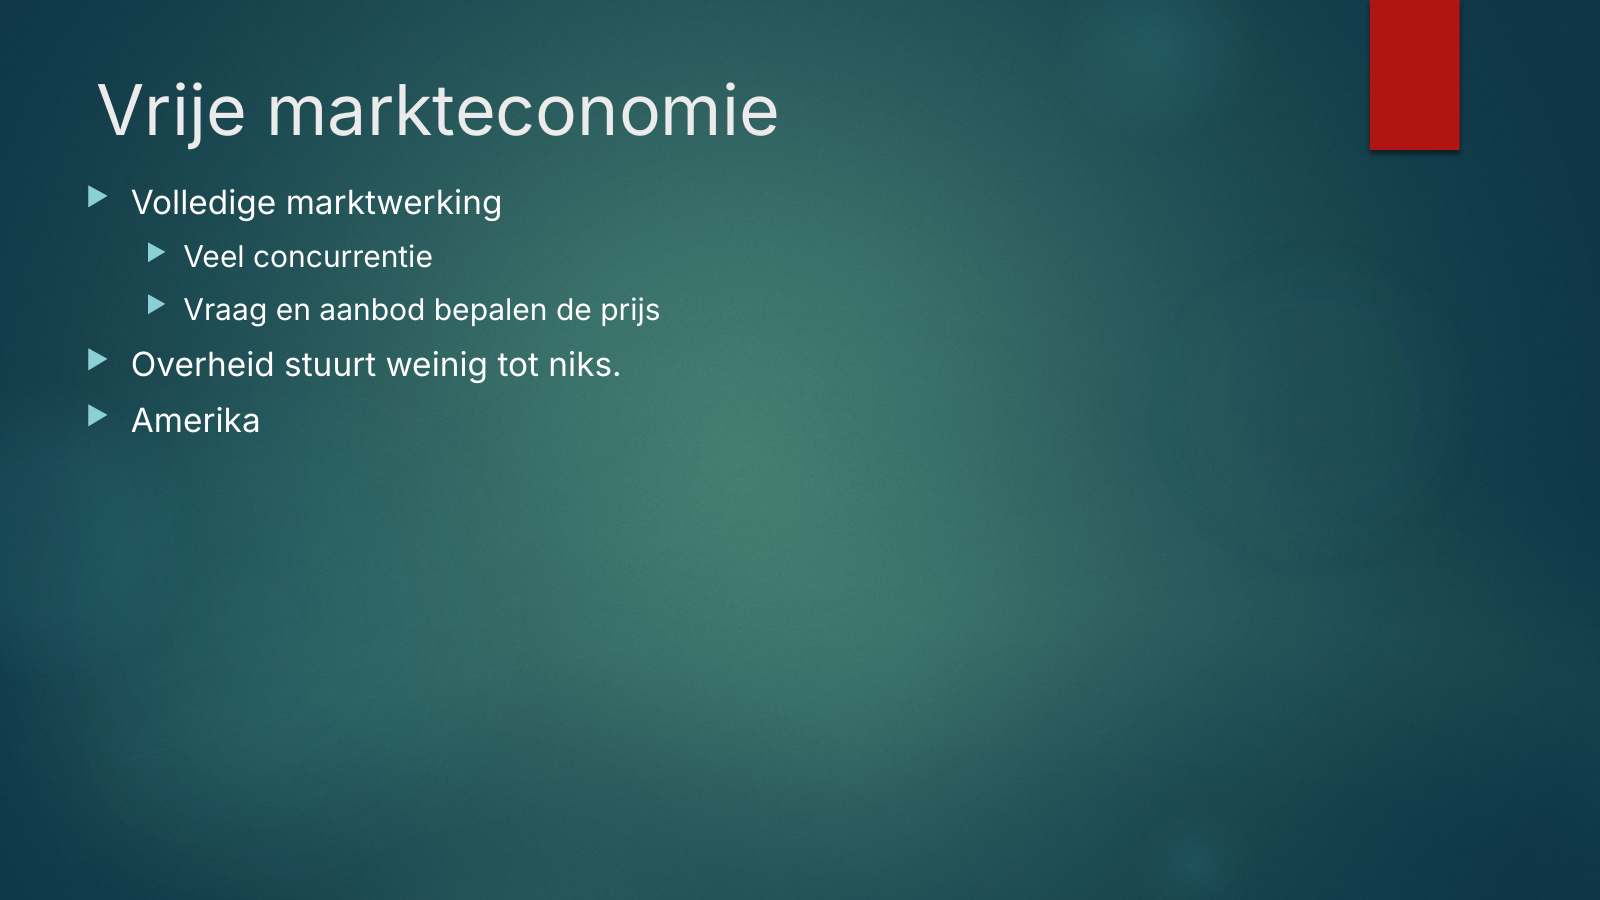 Vrije markteconomie
Volledige marktwerking
Veel concurrentie
Vraag en aanbod bepalen de prijs
Overheid stuurt weinig tot niks.
Amerika